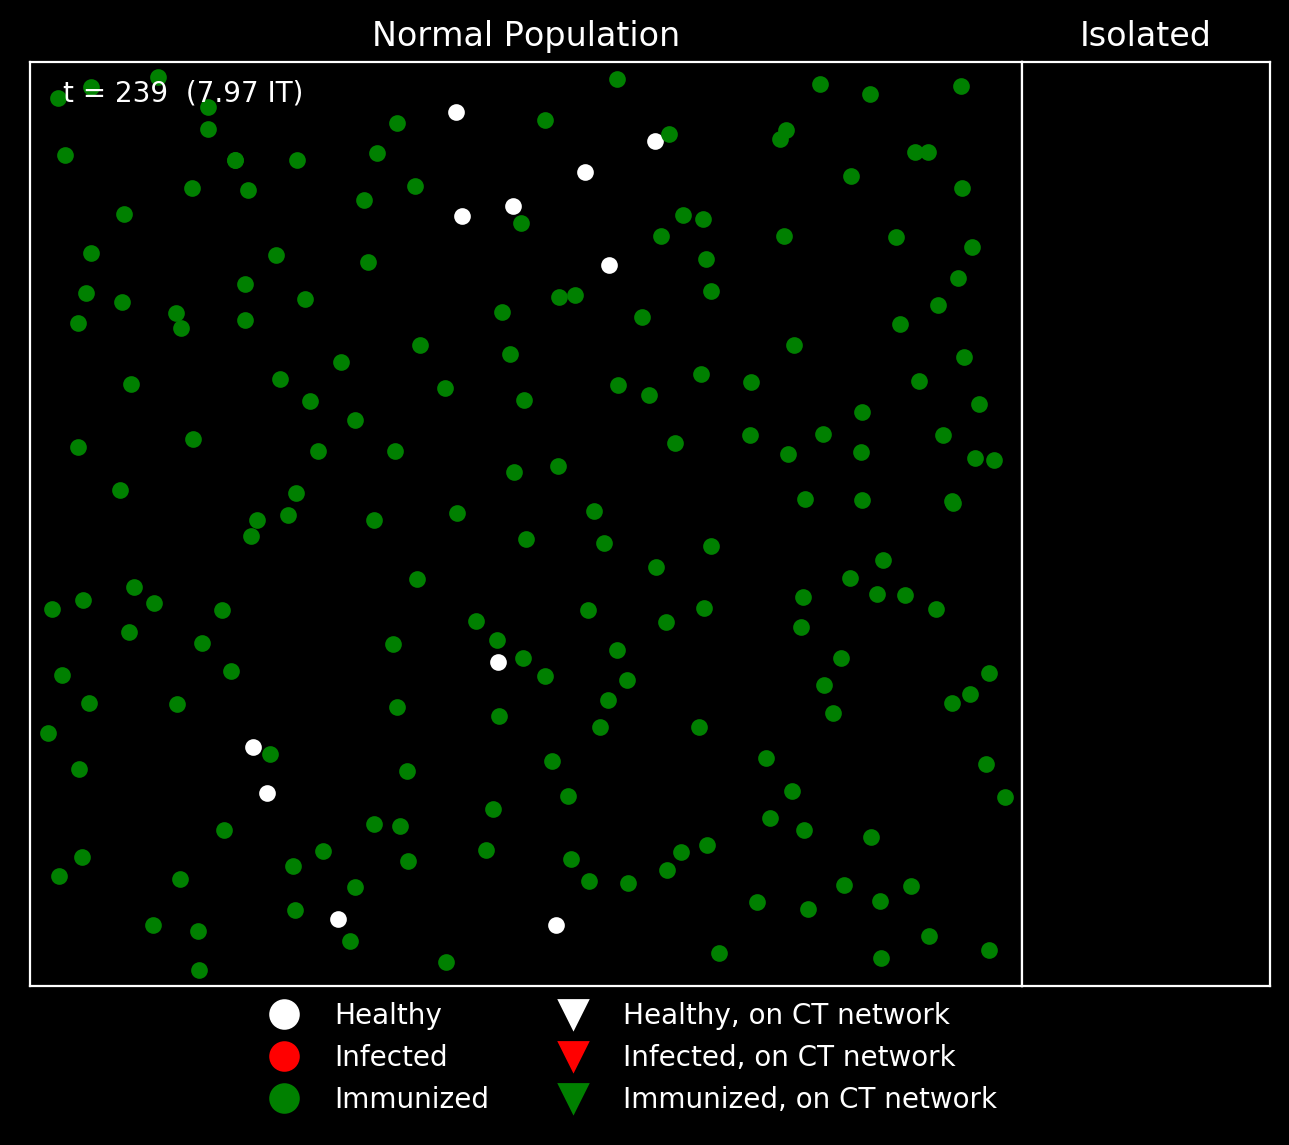 Normal Population
Isolated
t = 239  (7.97 IT)
Healthy
Infected
Immunized
Healthy, on CT network
Infected, on CT network
Immunized, on CT network